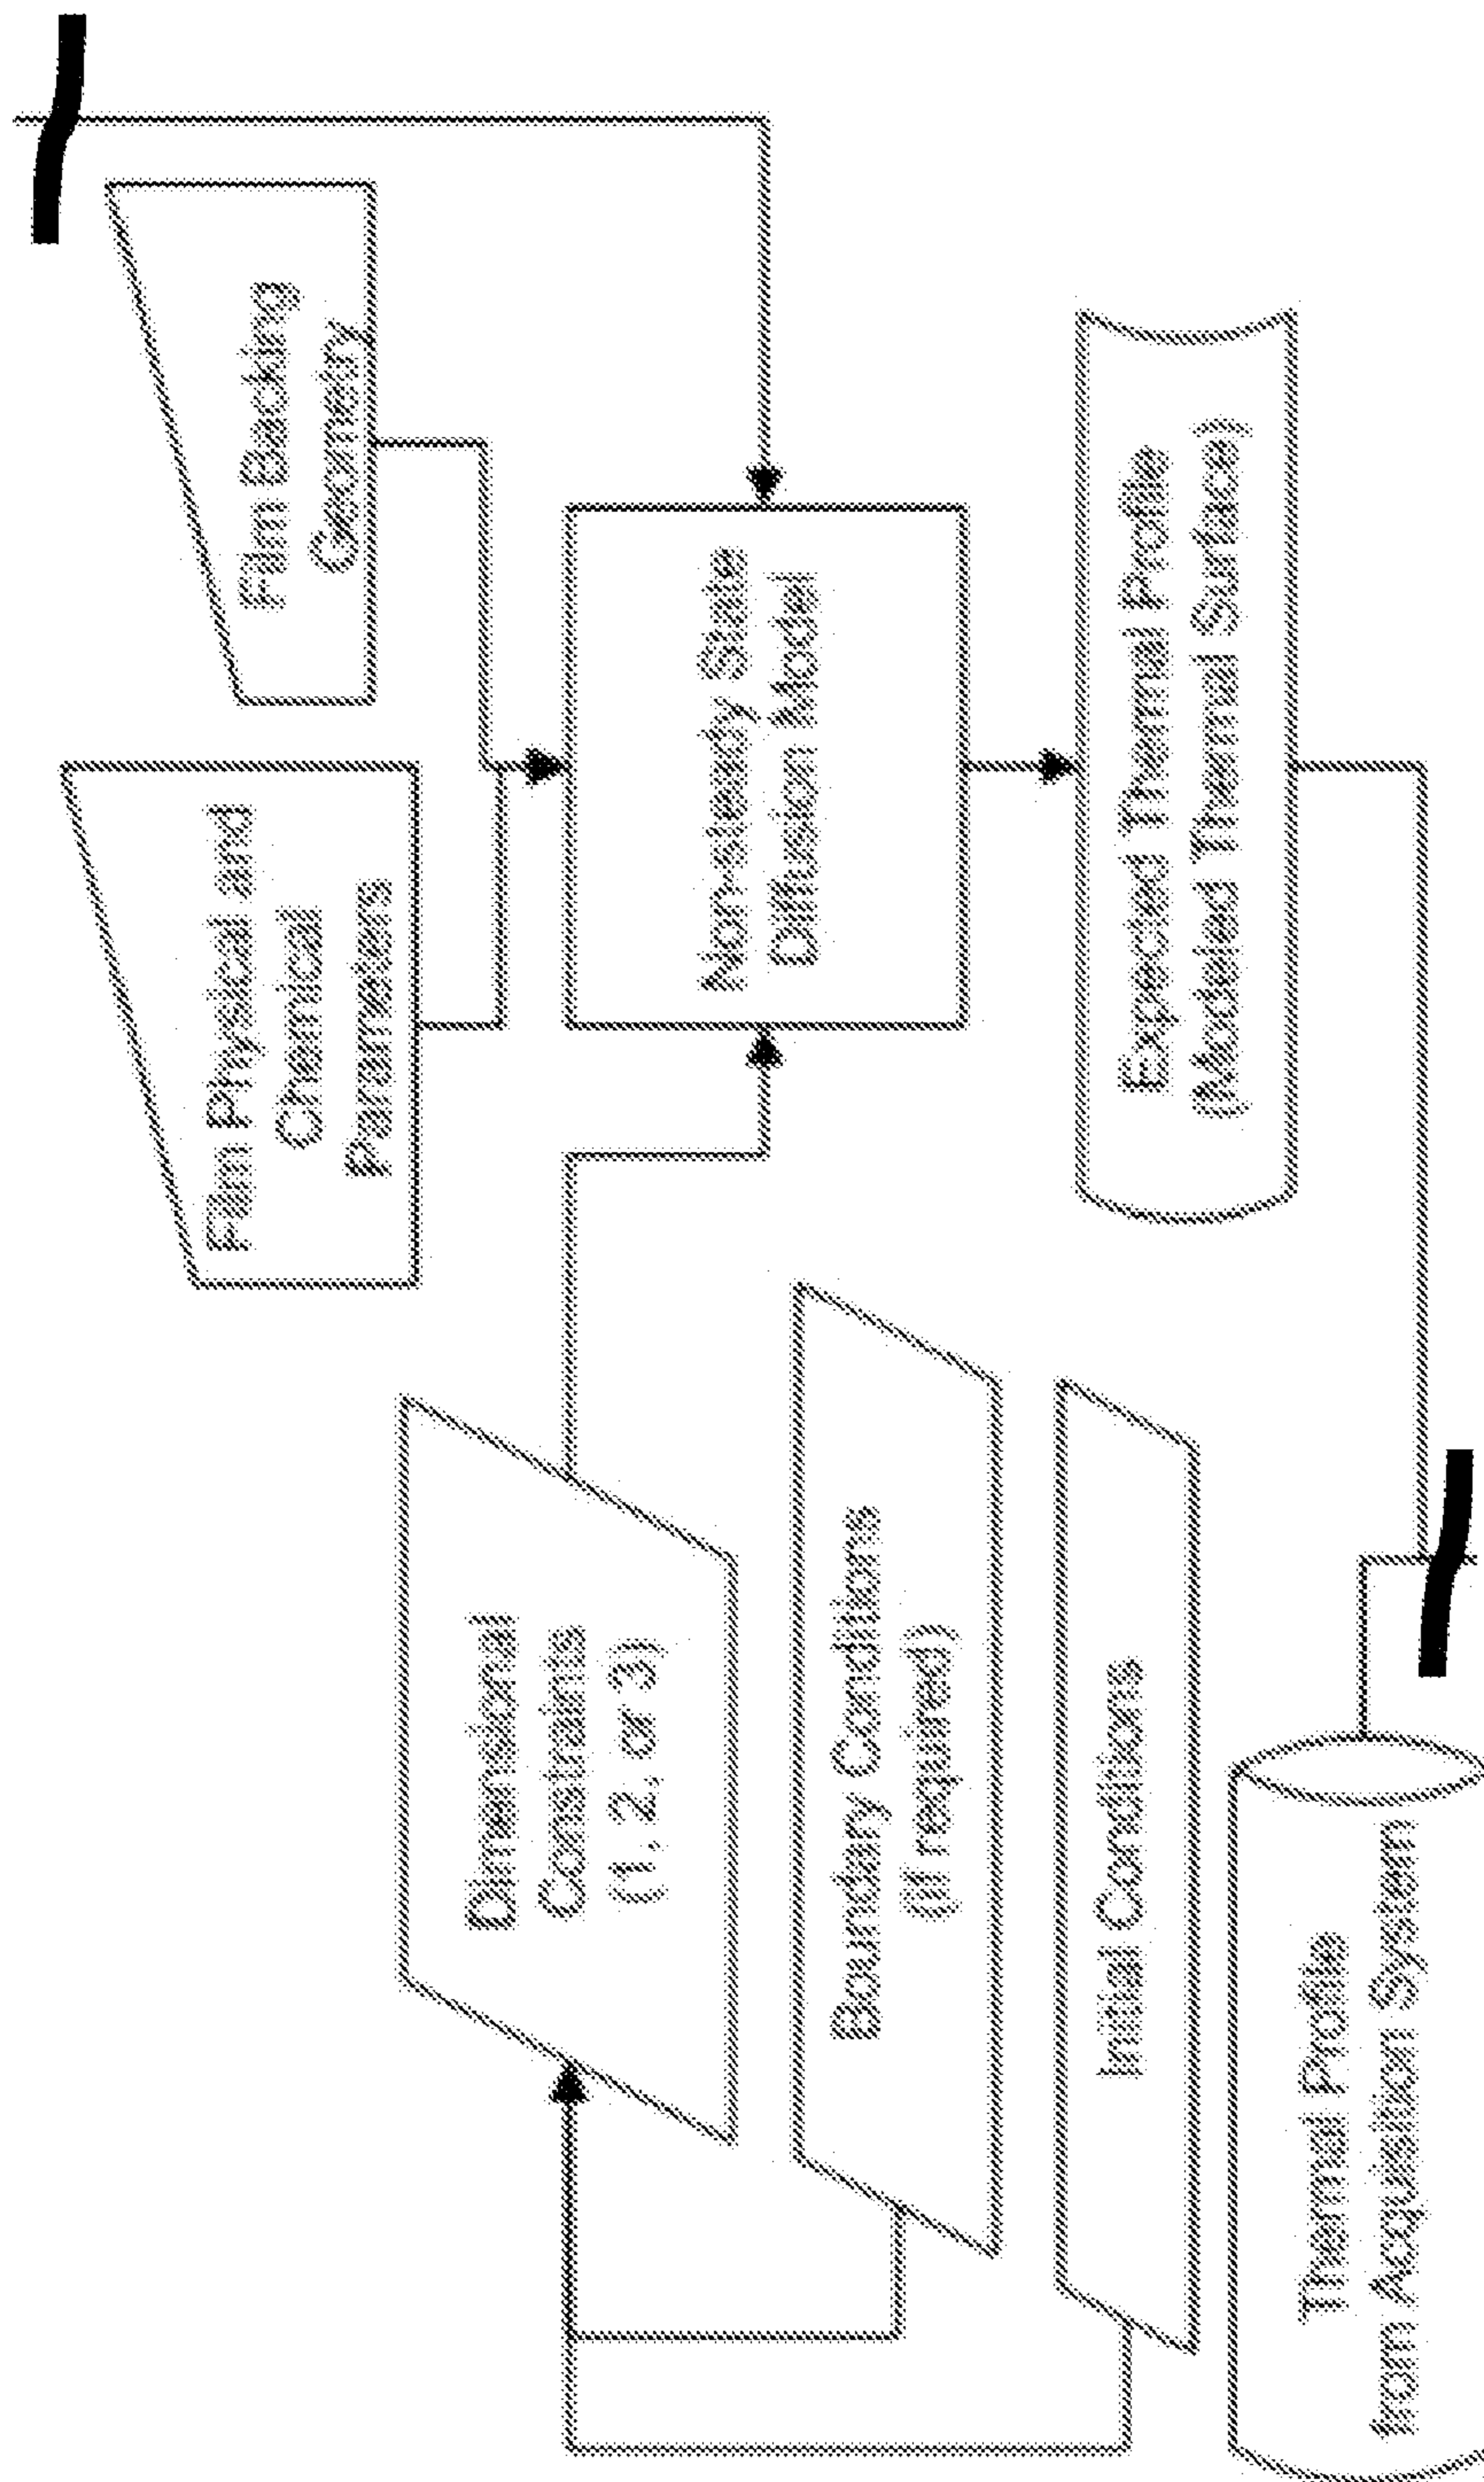 Film Physical and
Chemical
Parameters
Film Backing
Geometry
Dimensional
Constraints
(1, 2, or 3)
Non-steady State
Diffusion Model
Boundary Conditions
(if required)
Initial Conditions
Expected Thermal Profile
(Modeled Thermal Surface)
Thermal Profile
from Acquisition System